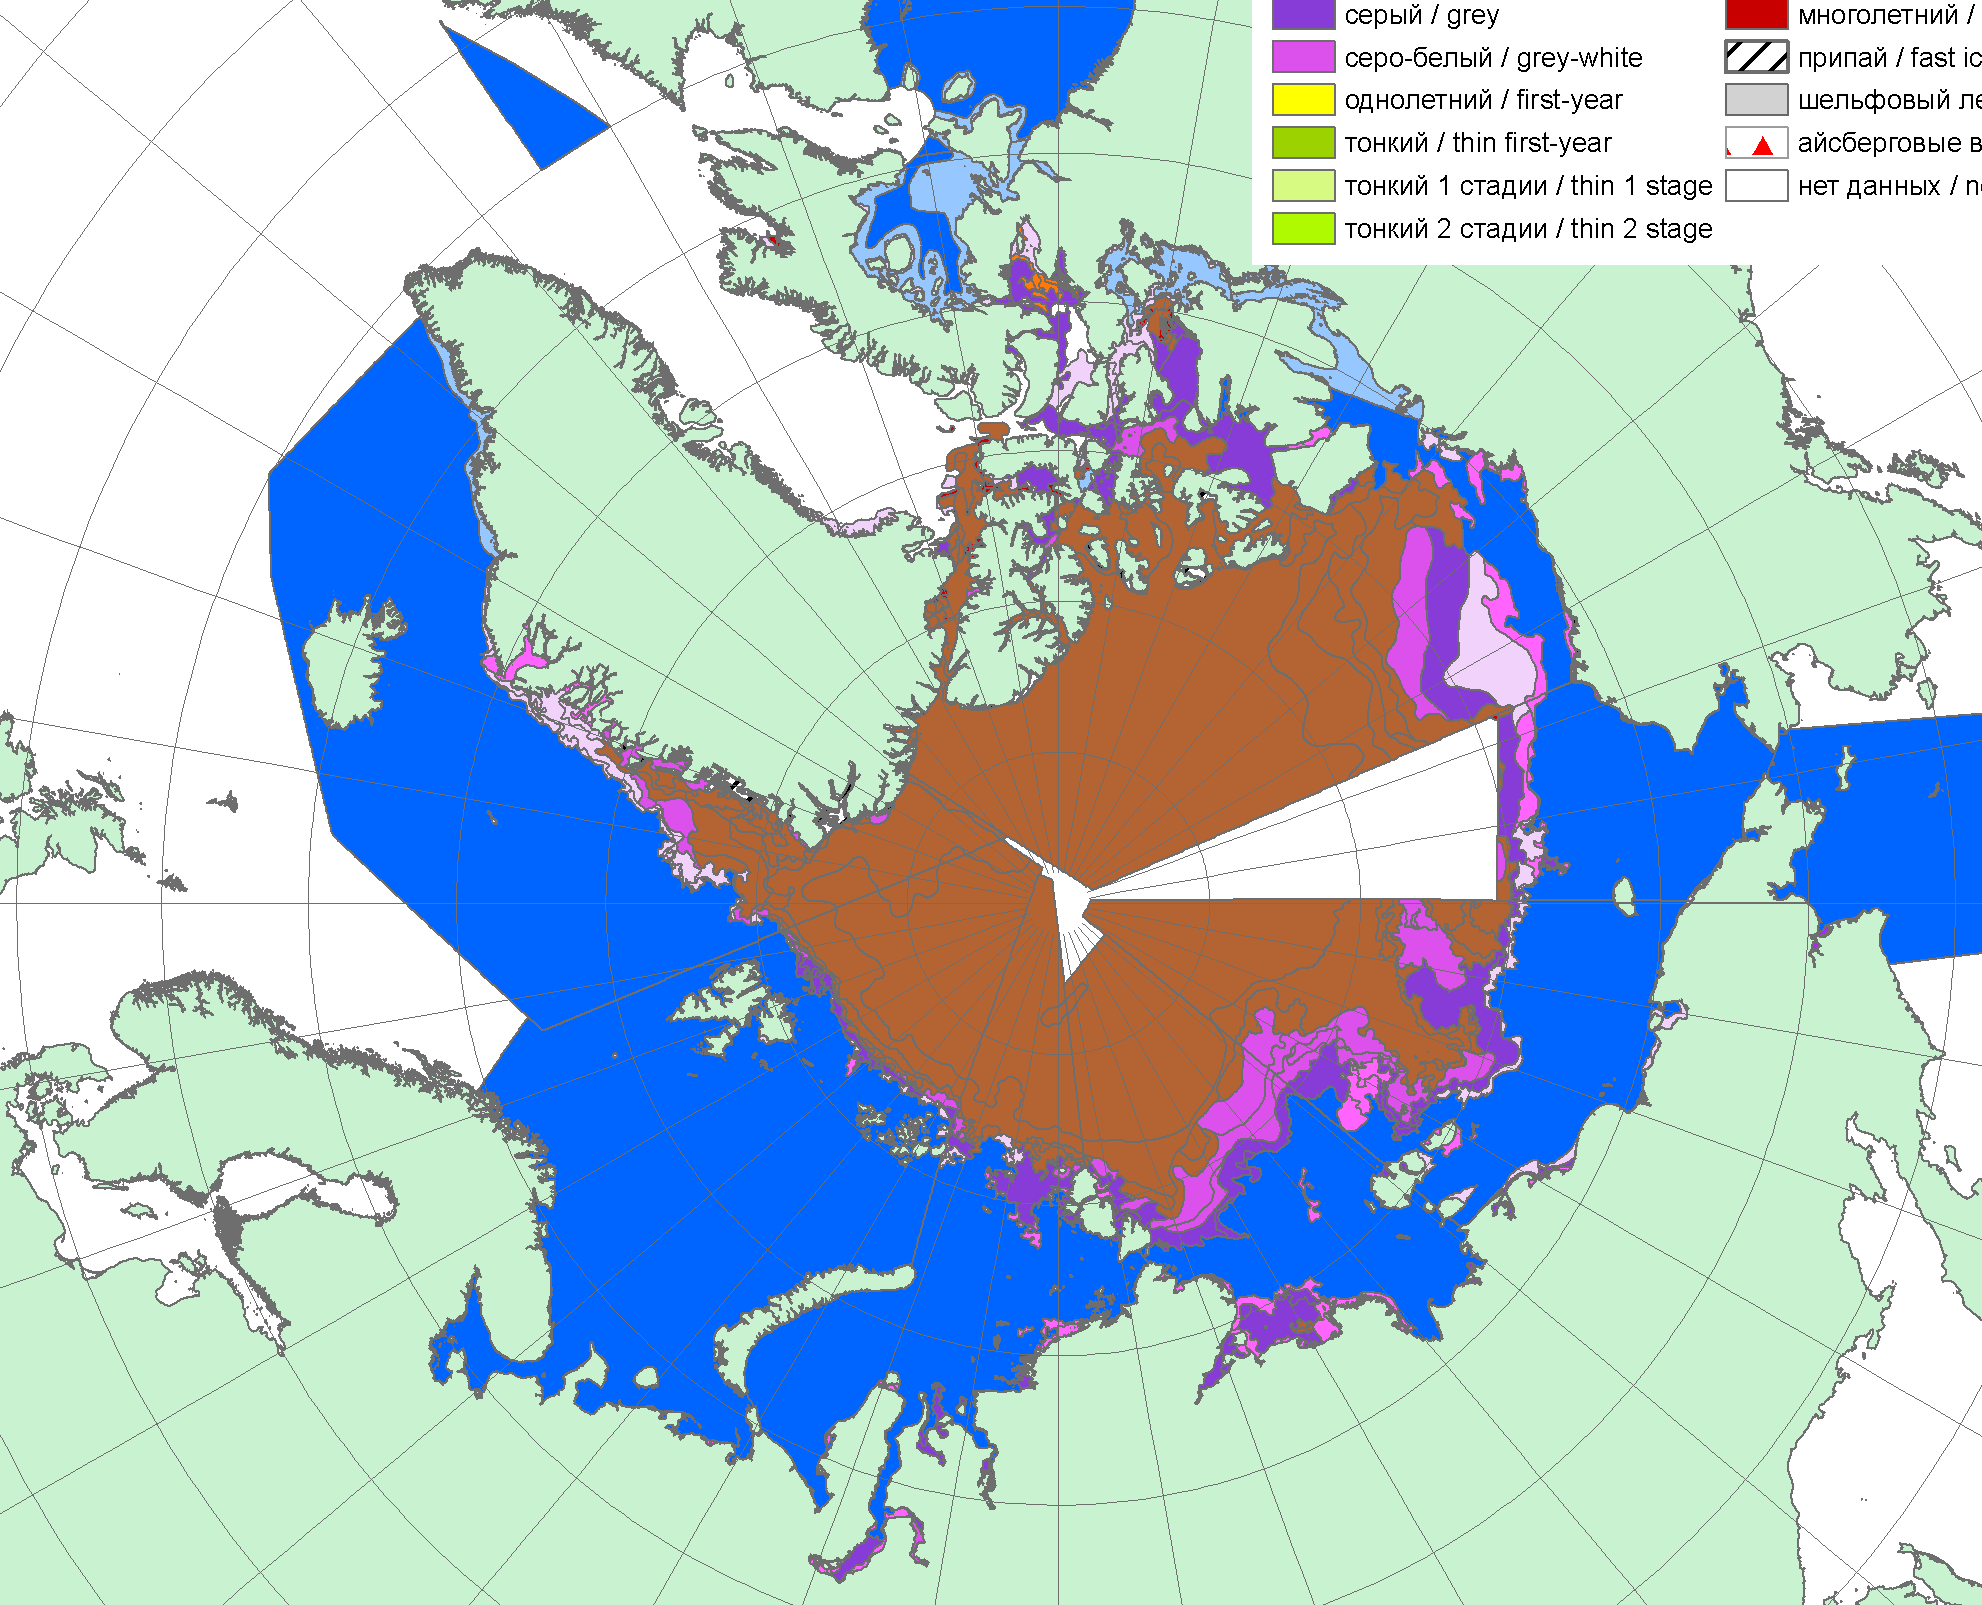 серый / grey
серо-белый / grey-white
однолетний / first-year
тонкий / thin first-year
тонкий 1 стадии / thin 1 stage
тонкий 2 стадии / thin 2 stage
многолетний /
припай / fast ic
шельфовый ле
айсберговые в
нет данных / n